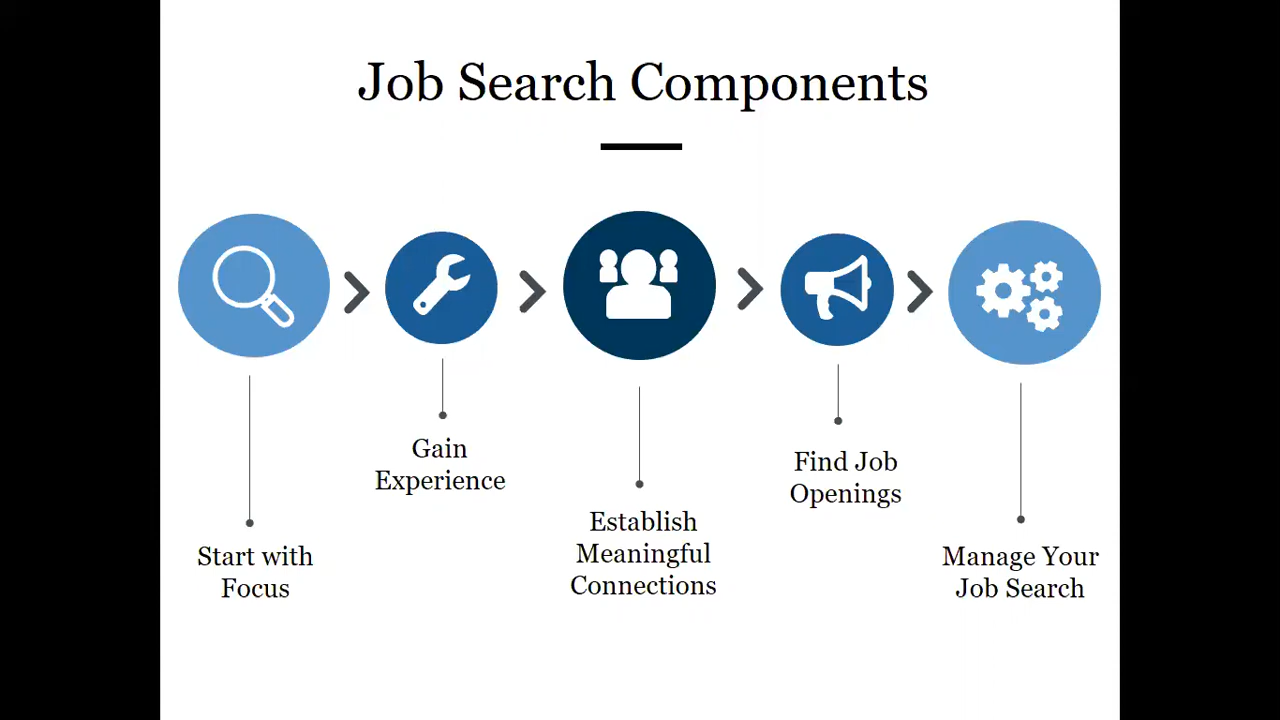 Job Search Components
Start with
Focus
Gain
Experience
Establish
Meaningful
Connections
Find Job
Openings
Manage Your
Job Search